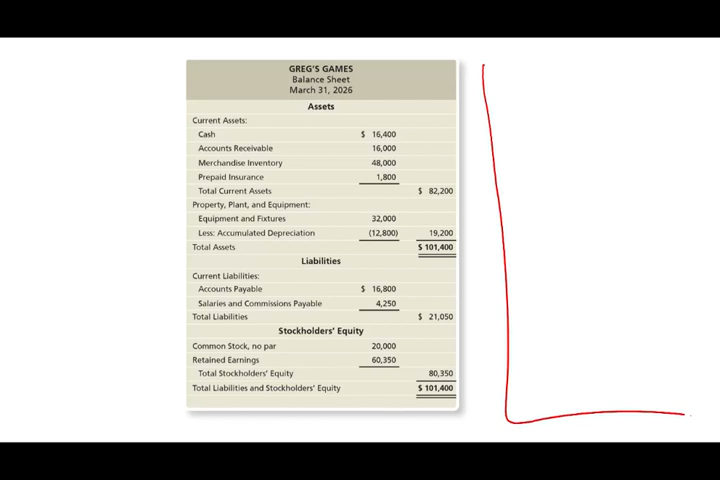 GREG'S GAMES
Balance Sheet
March 31, 2026
Assets
Current Assets:
Cash $ 16,400
Accounts Receivable 16,000
Merchandise Inventory 48,000
Prepaid Insurance 1,800
Total Current Assets $ 82,200
Property, Plant, and Equipment:
Equipment and Fixtures 32,000
Less: Accumulated Depreciation (12,800) 19,200
Total Assets $ 101,400
Liabilities
Current Liabilities:
Accounts Payable $ 16,800
Salaries and Commissions Payable 4,250
Total Liabilities $ 21,050
Stockholders' Equity
Common Stock, no par 20,000
Retained Earnings 60,350
Total Stockholders' Equity 80,350
Total Liabilities and Stockholders' Equity $ 101,400